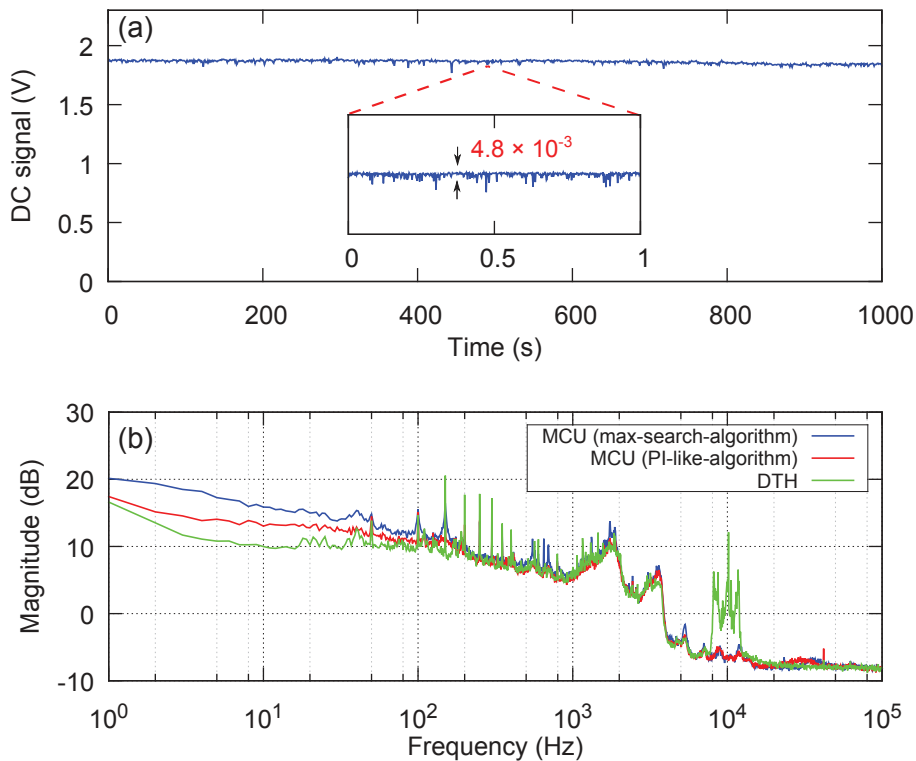 (a)
DC signal (V)
2
1.5
1
0.5
0
4.8 × 10⁻³
0 0.5 1
0 200 400 600 800 1000
Time (s)
(b)
Magnitude (dB)
30
20
10
0
-10
MCU (max-search-algorithm)
MCU (PI-like-algorithm)
DTH
10⁰ 10¹ 10² 10³ 10⁴ 10⁵
Frequency (Hz)